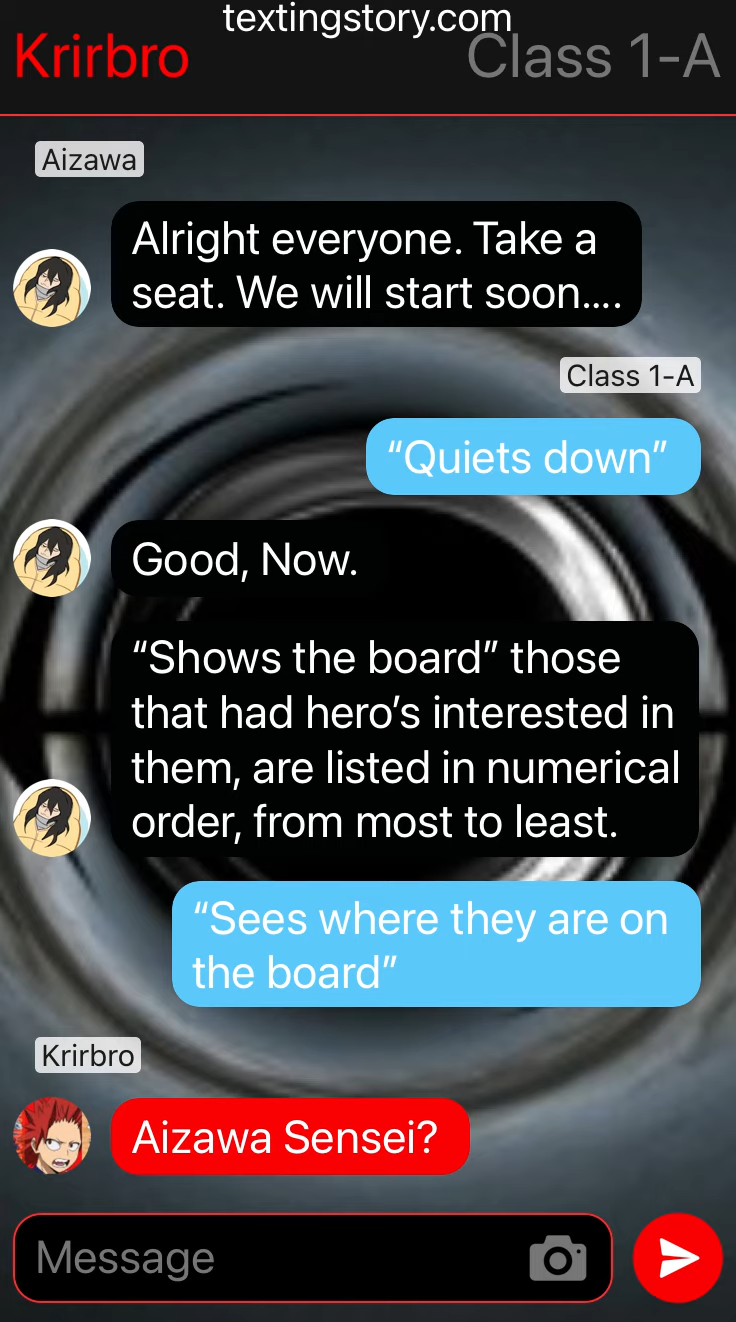 textingstory.com
Krirbro
Class 1-A
Aizawa
Alright everyone. Take a
seat. We will start soon....
Class 1-A
“Quiets down”
Good, Now.
“Shows the board” those
that had hero’s interested in
them, are listed in numerical
order, from most to least.
“Sees where they are on
the board”
Krirbro
Aizawa Sensei?
Message